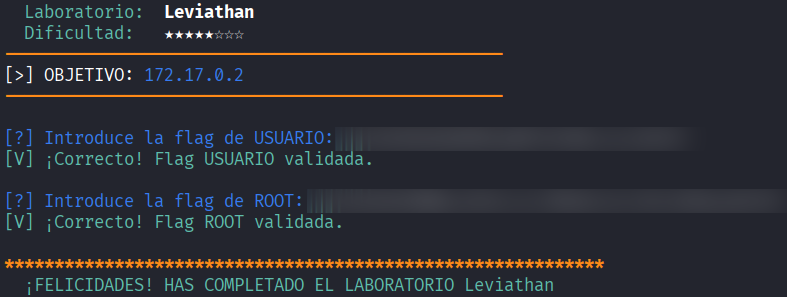 Laboratorio: Leviathan
Dificultad: ★★★★★☆☆☆
[>] OBJETIVO: 172.17.0.2
[?] Introduce la flag de USUARIO:
[V] ¡Correcto! Flag USUARIO validada.
[?] Introduce la flag de ROOT:
[V] ¡Correcto! Flag ROOT validada.
************************************************************
¡FELICIDADES! HAS COMPLETADO EL LABORATORIO Leviathan